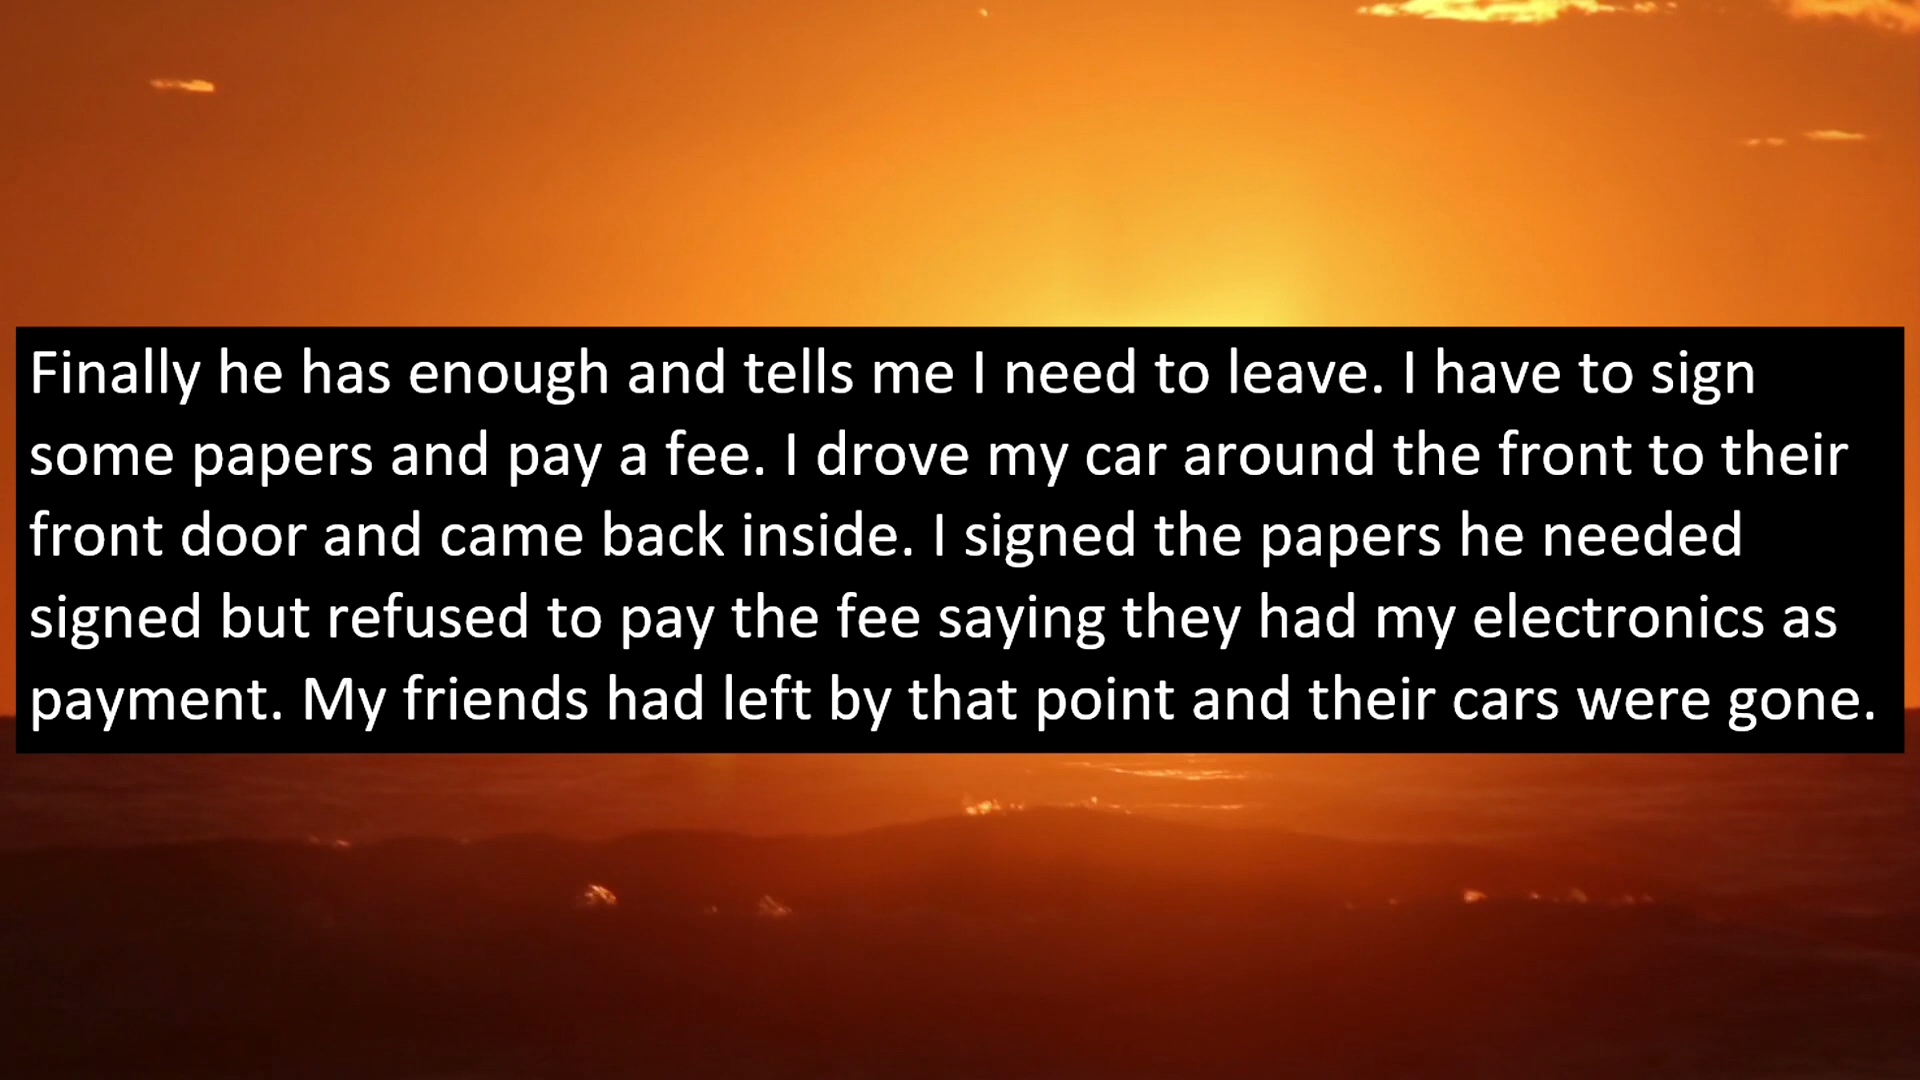 Finally he has enough and tells me I need to leave. I have to sign
some papers and pay a fee. I drove my car around the front to their
front door and came back inside. I signed the papers he needed
signed but refused to pay the fee saying they had my electronics as
payment. My friends had left by that point and their cars were gone.